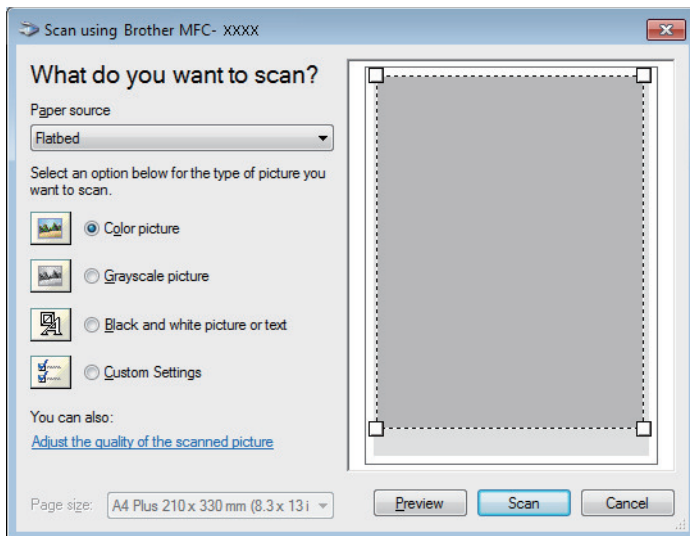 Scan using Brother MFC- XXXX
What do you want to scan?
Paper source
Flatbed
Select an option below for the type of picture you
want to scan.
Color picture
Grayscale picture
Black and white picture or text
Custom Settings
You can also:
Adjust the quality of the scanned picture
Page size: A4 Plus 210 x 330 mm (8.3 x 13 i
Preview Scan Cancel